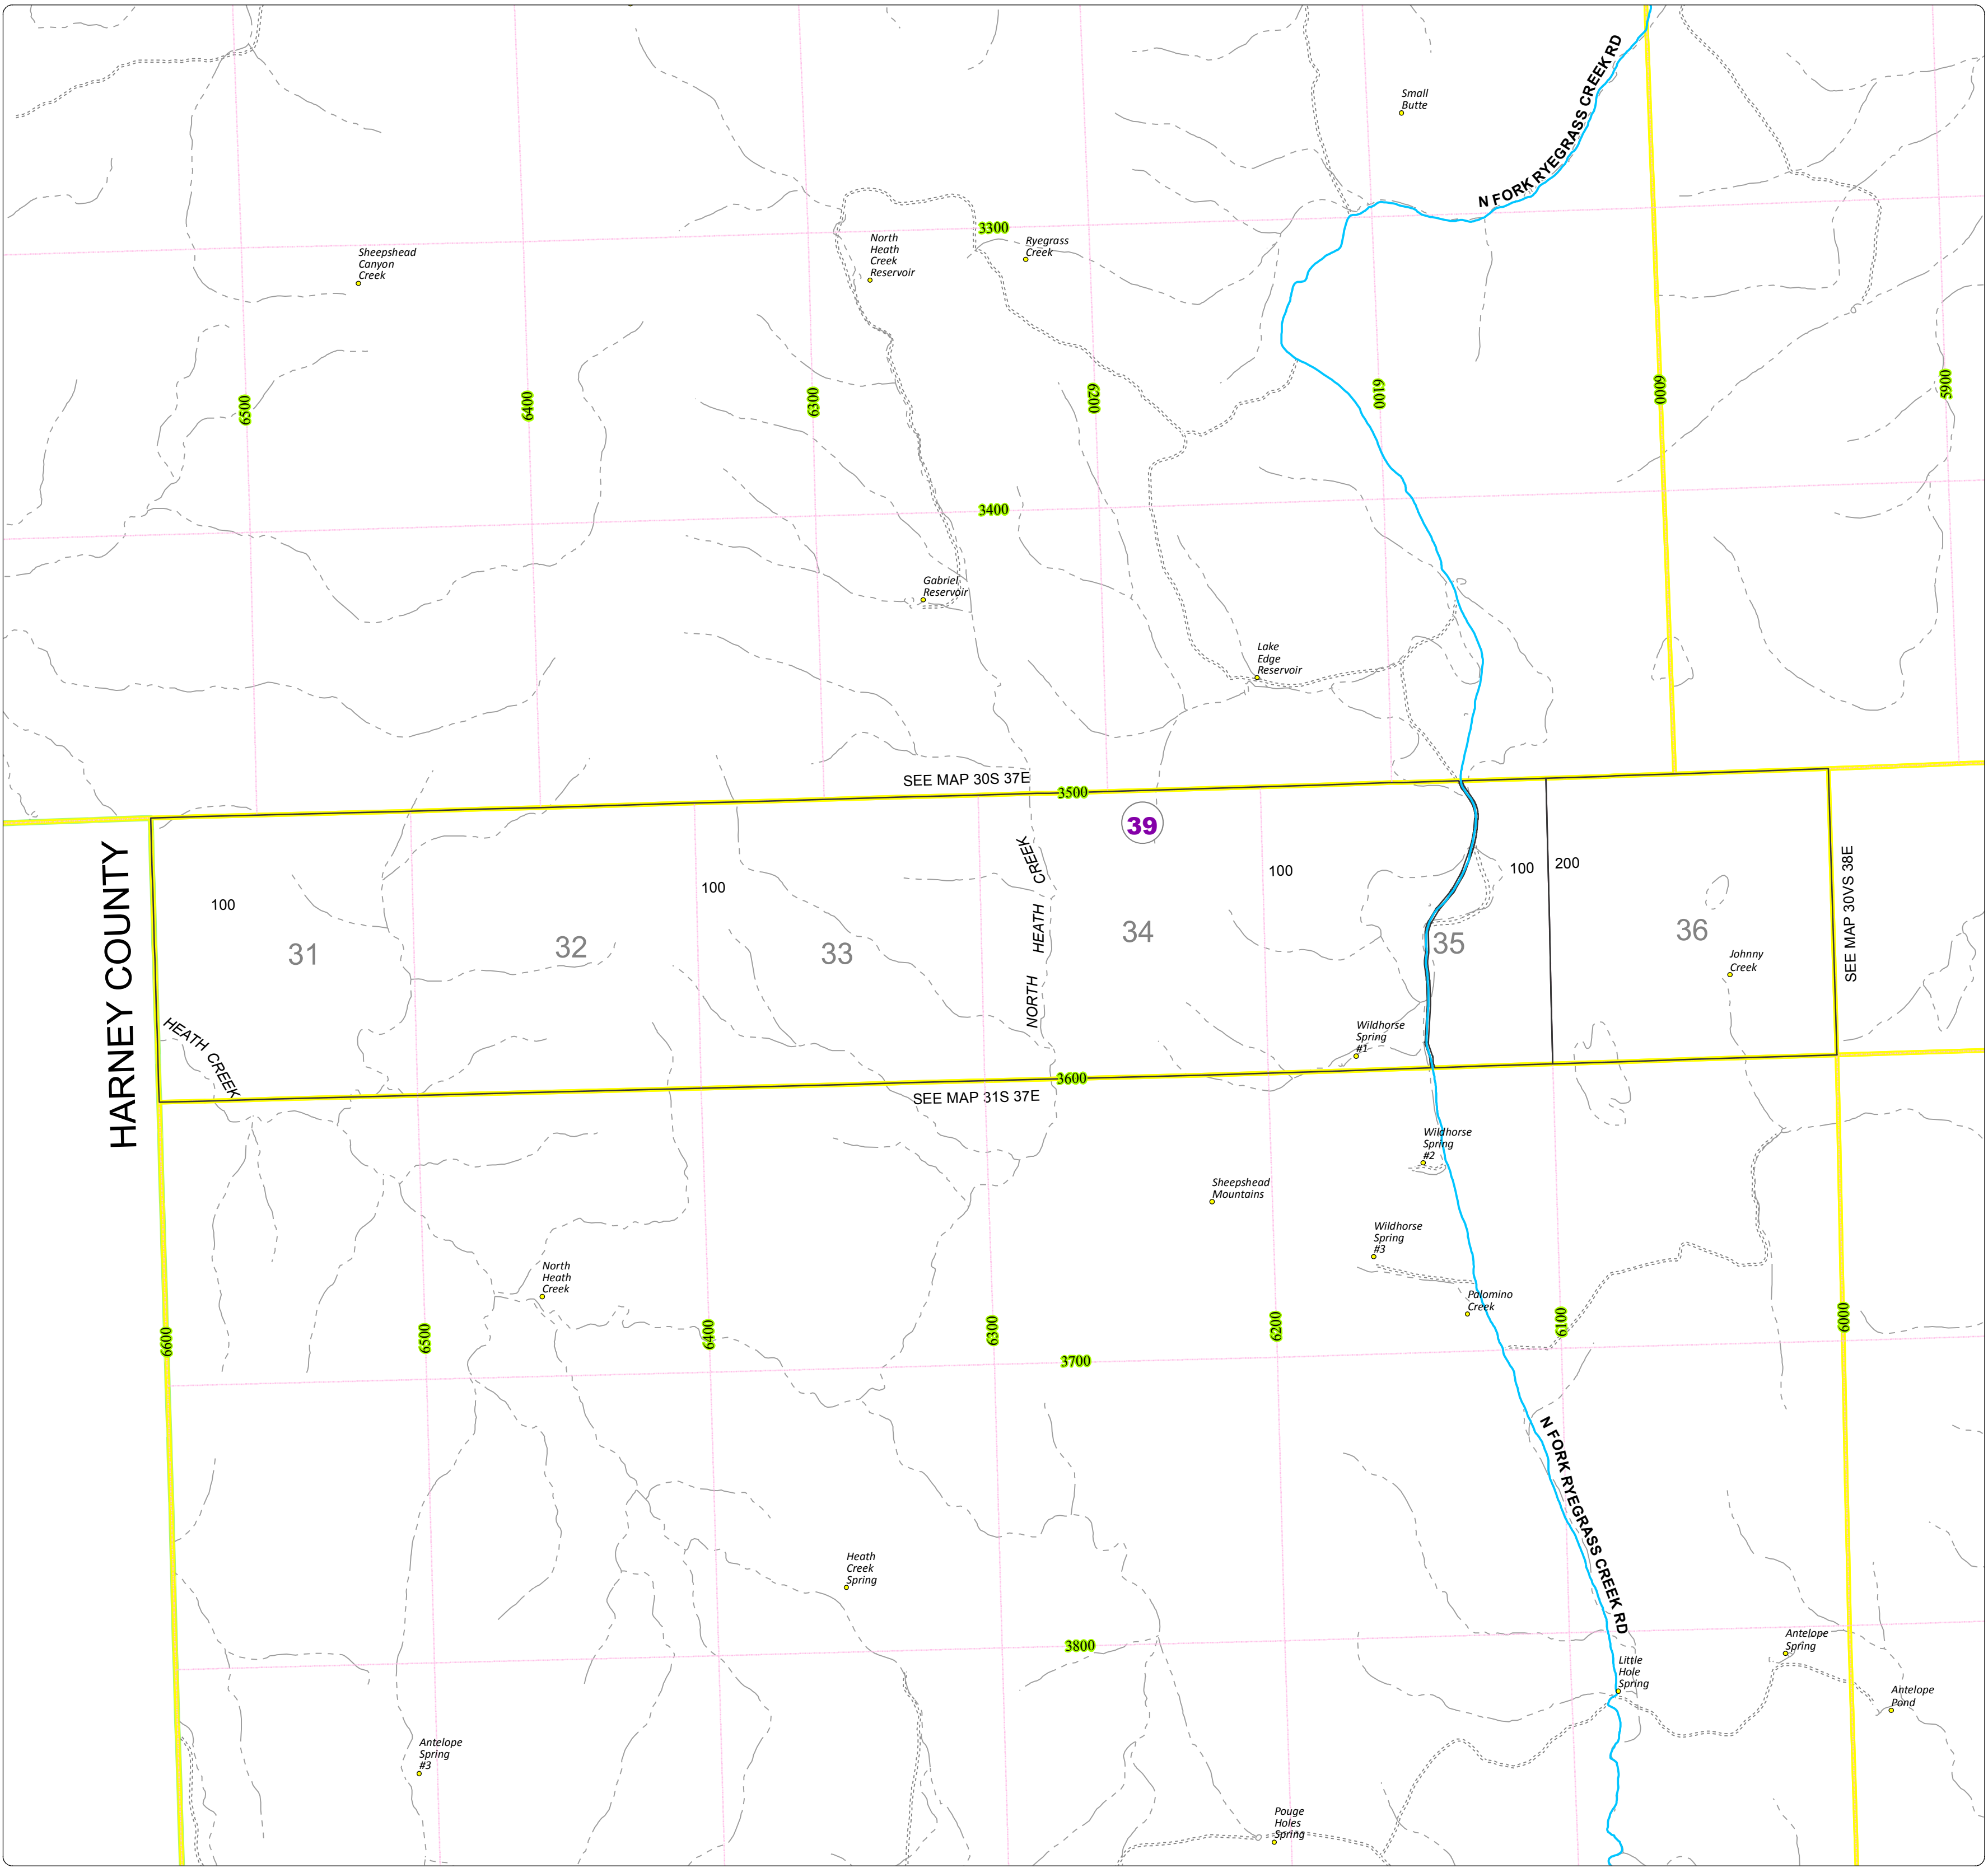 N FORK RYEGRASS CREEK RD
Small
Butte
3300
Sheepshead
Canyon
Creek
North
Heath
Creek
Reservoir
Ryegrass
Creek
6500
6400
6300
6200
6100
6000
5900
3400
Gabriel
Reservoir
Lake
Edge
Reservoir
SEE MAP 30S 37E
3500
39
HARNEY COUNTY
100
100
NORTH HEATH CREEK
100
100
200
31
32
33
34
35
36
SEE MAP 30VS 38E
Johnny
Creek
HEATH CREEK
Wildhorse
Spring
#1
3600
SEE MAP 31S 37E
Wildhorse
Spring
#2
Sheepshead
Mountains
Wildhorse
Spring
#3
North
Heath
Creek
Palomino
Creek
6600
6500
6400
6300
6200
6100
6000
3700
N FORK RYEGRASS CREEK RD
Heath
Creek
Spring
3800
Antelope
Spring
Little
Hole
Spring
Antelope
Pond
Antelope
Spring
#3
Pouge
Holes
Spring